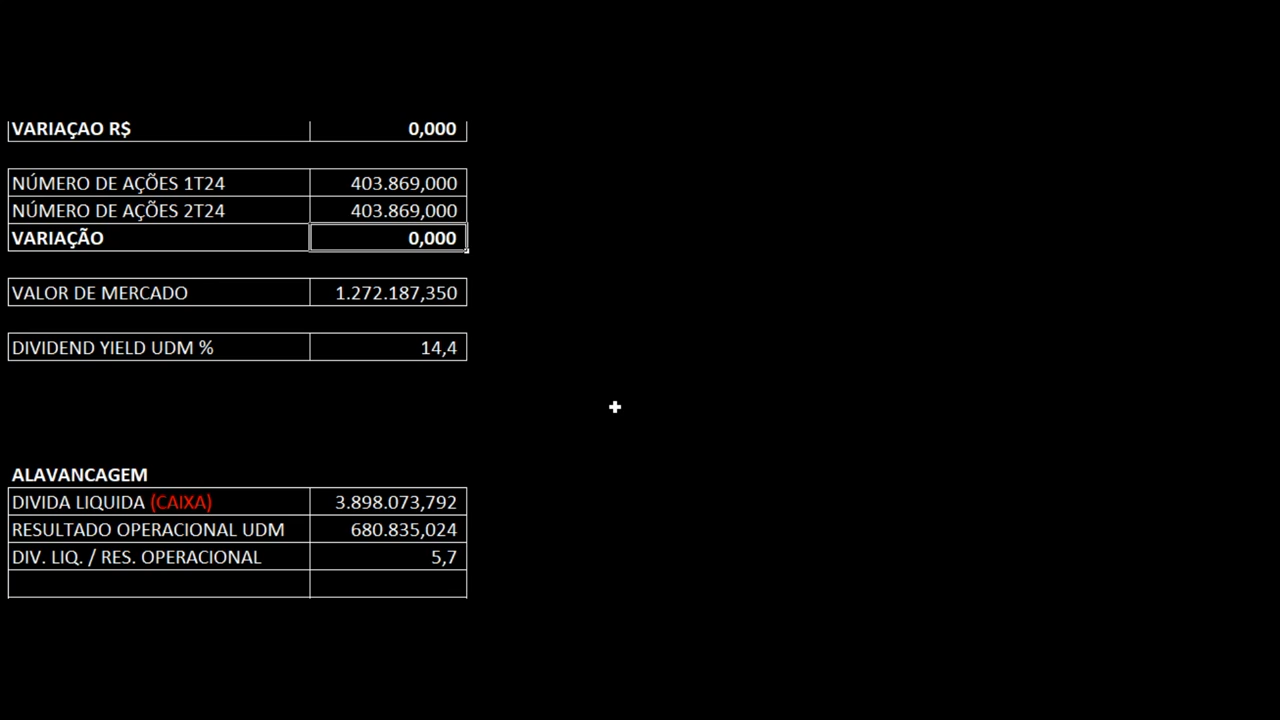 VARIAÇAO R$ 0,000
NÚMERO DE AÇÕES 1T24 403.869,000
NÚMERO DE AÇÕES 2T24 403.869,000
VARIAÇÃO 0,000
VALOR DE MERCADO 1.272.187,350
DIVIDEND YIELD UDM % 14,4
ALAVANCAGEM
DIVIDA LIQUIDA (CAIXA) 3.898.073,792
RESULTADO OPERACIONAL UDM 680.835,024
DIV. LIQ. / RES. OPERACIONAL 5,7